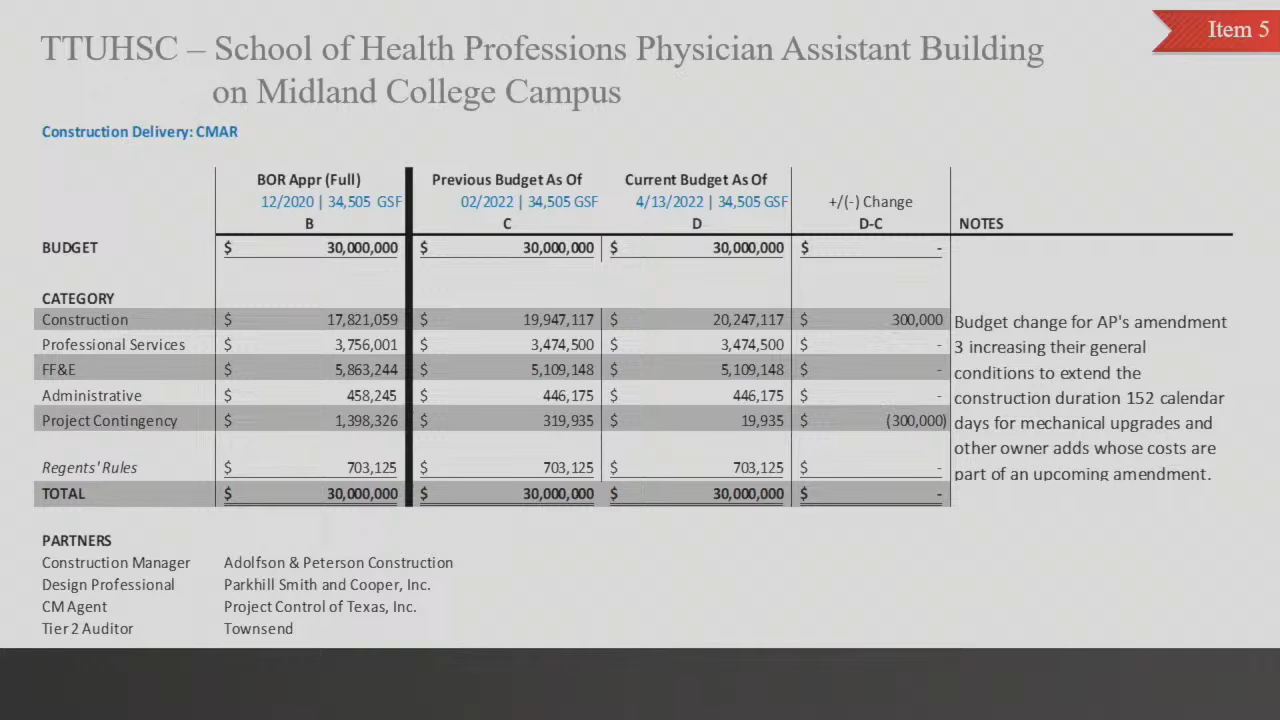 Item 5
TTUHSC – School of Health Professions Physician Assistant Building
on Midland College Campus
Construction Delivery: CMAR
BOR Appr (Full) Previous Budget As Of Current Budget As Of
12/2020 | 34,505 GSF 02/2022 | 34,505 GSF 4/13/2022 | 34,505 GSF +/(-) Change
B C D D-C NOTES
BUDGET $ 30,000,000 $ 30,000,000 $ 30,000,000 $ -
CATEGORY
Construction $ 17,821,059 $ 19,947,117 $ 20,247,117 $ 300,000 Budget change for AP's amendment
Professional Services $ 3,756,001 $ 3,474,500 $ 3,474,500 $ - 3 increasing their general
FF&E $ 5,863,244 $ 5,109,148 $ 5,109,148 $ - conditions to extend the
Administrative $ 458,245 $ 446,175 $ 446,175 $ - construction duration 152 calendar
Project Contingency $ 1,398,326 $ 319,935 $ 19,935 $ (300,000) days for mechanical upgrades and
other owner adds whose costs are
Regents' Rules $ 703,125 $ 703,125 $ 703,125 $ - part of an upcoming amendment.
TOTAL $ 30,000,000 $ 30,000,000 $ 30,000,000 $ -
PARTNERS
Construction Manager Adolfson & Peterson Construction
Design Professional Parkhill Smith and Cooper, Inc.
CM Agent Project Control of Texas, Inc.
Tier 2 Auditor Townsend